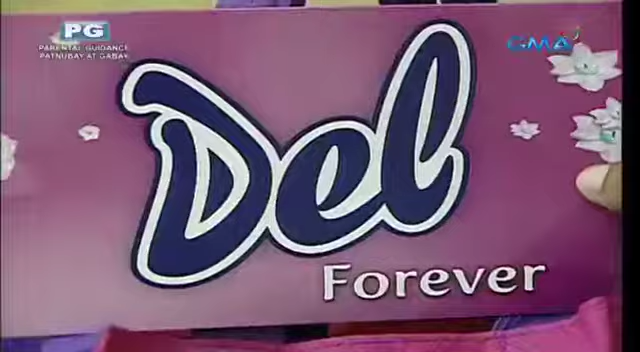 PG
PARENTAL GUIDANCE
PATNUBAY AT GABAY
GMA
Del
Forever